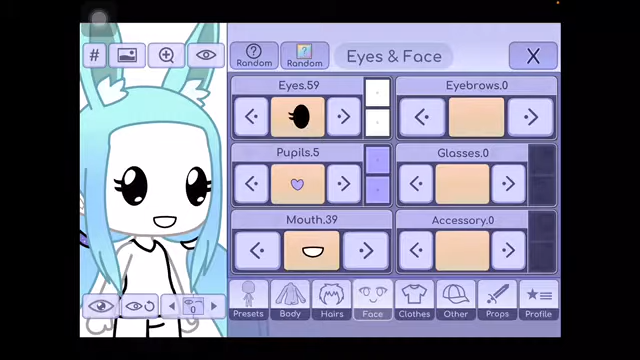 #
Random
Random
Eyes & Face
X
Eyes.59
Eyebrows.0
Pupils.5
Glasses.0
Mouth.39
Accessory.0
0
Presets
Body
Hairs
Face
Clothes
Other
Props
Profile